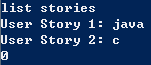 list stories
User Story 1: java
User Story 2: c
0